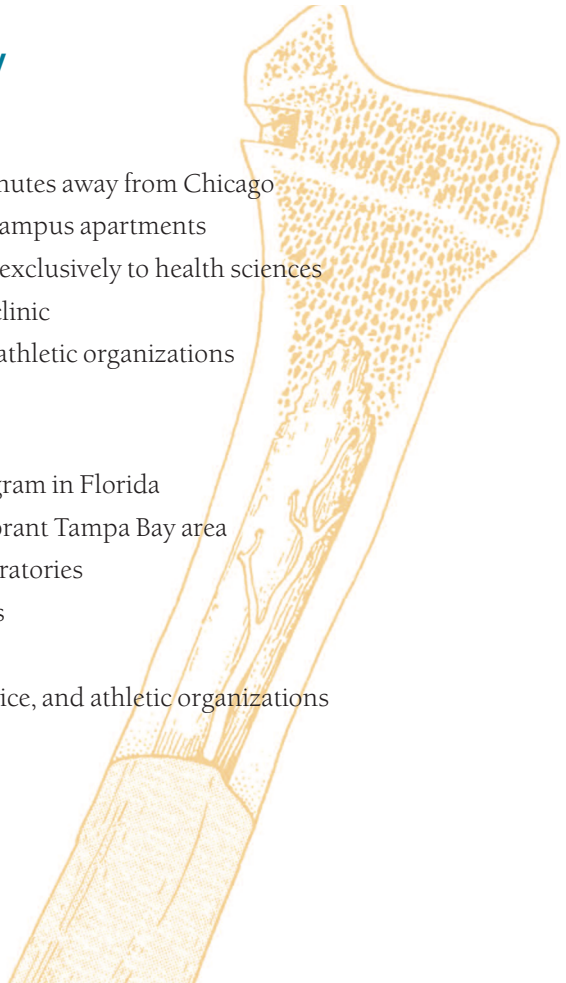 y
nutes away from Chicago
ampus apartments
exclusively to health sciences
clinic
athletic organizations
gram in Florida
orant Tampa Bay area
ratories
s
ice, and athletic organizations